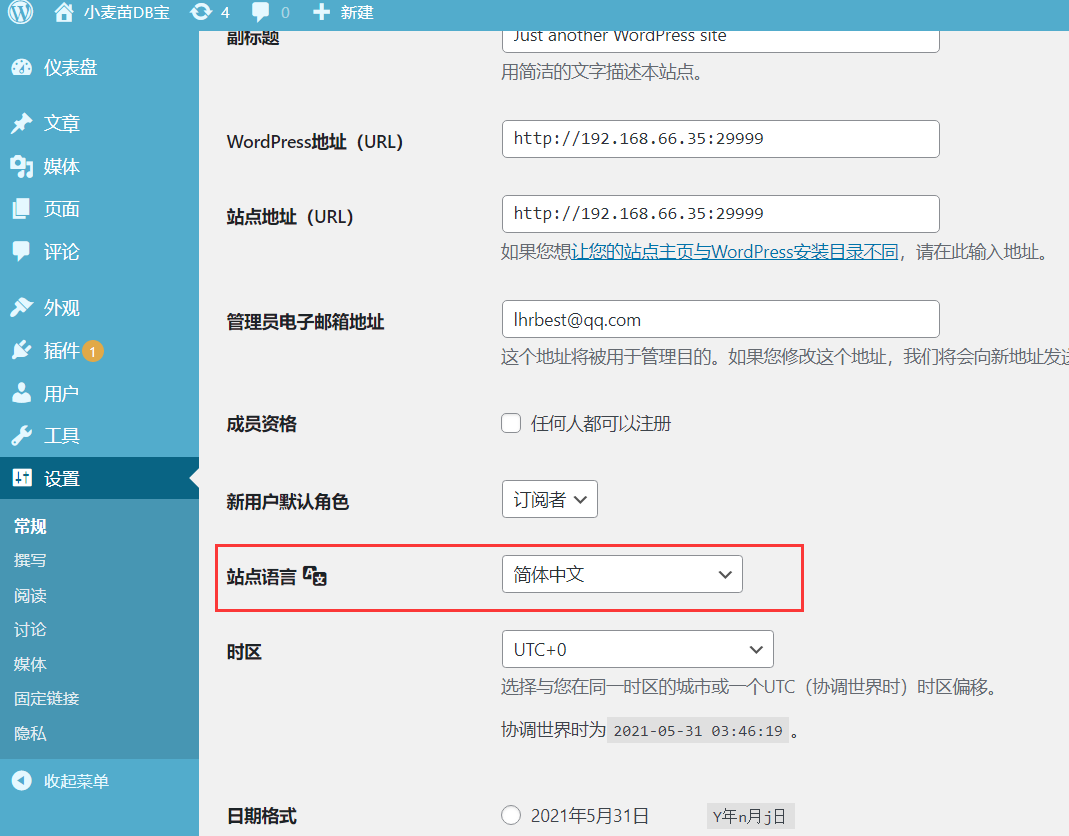 小麦苗DB宝 4 0 新建
仪表盘
文章
媒体
页面
评论
外观
插件 1
用户
工具
设置
常规
撰写
阅读
讨论
媒体
固定链接
隐私
收起菜单
副标题 Just another WordPress site
用简洁的文字描述本站点。
WordPress地址（URL） http://192.168.66.35:29999
站点地址（URL） http://192.168.66.35:29999
如果您想让您的站点主页与WordPress安装目录不同，请在此输入地址。
管理员电子邮箱地址 lhrbest@qq.com
这个地址将被用于管理目的。如果您修改这个地址，我们将会向新地址发送
成员资格 任何人都可以注册
新用户默认角色 订阅者
站点语言 简体中文
时区 UTC+0
选择与您在同一时区的城市或一个UTC（协调世界时）时区偏移。
协调世界时为 2021-05-31 03:46:19 。
日期格式 2021年5月31日 Y年n月j日